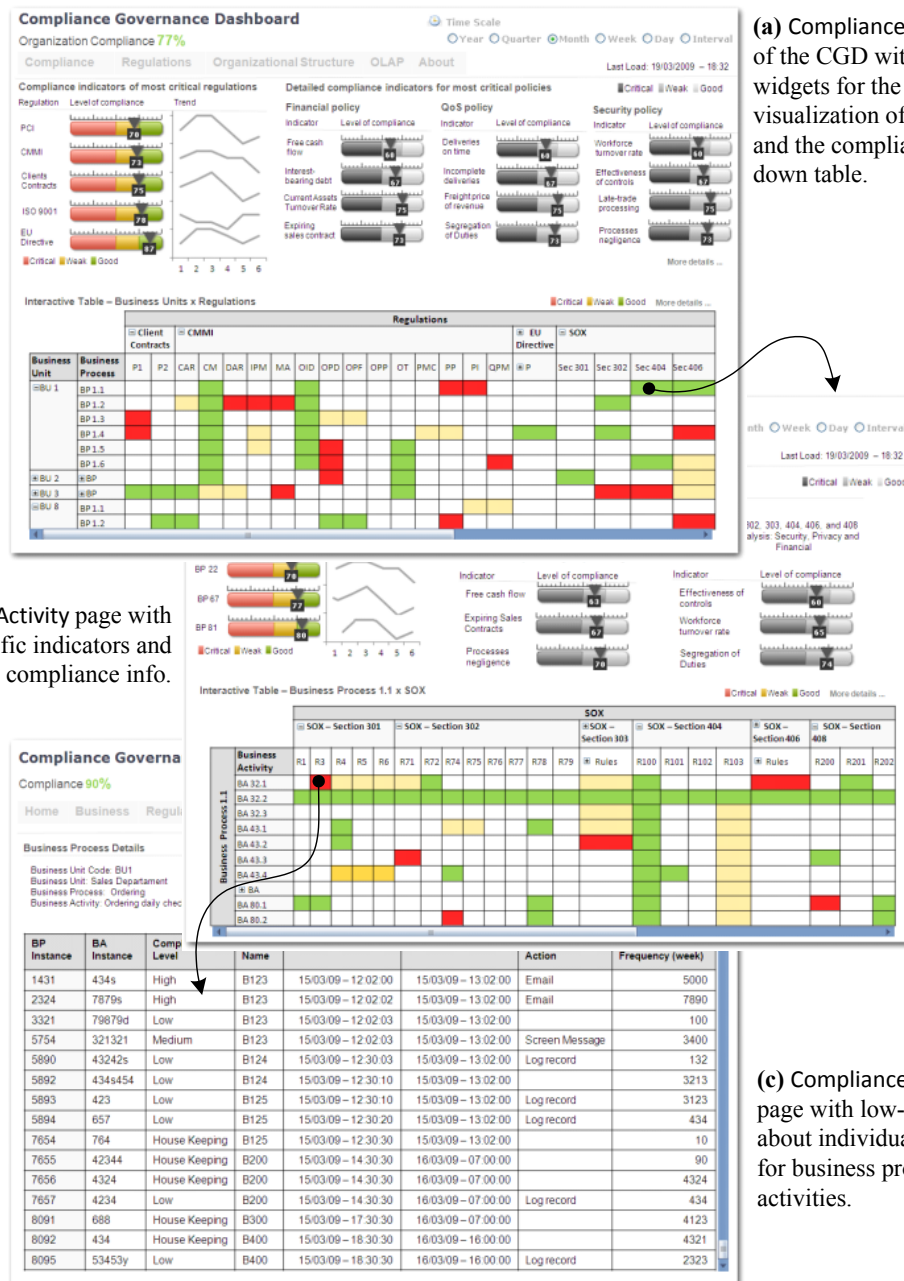 Compliance Governance Dashboard
Organization Compliance 77%
Time Scale
Year Quarter Month Week Day Interval
Compliance Regulations Organizational Structure OLAP About
Last Load: 19/03/2009 – 18:32
Compliance indicators of most critical regulations
Regulation Level of compliance Trend
PCI
70
CMMI
73
Clients Contracts
75
ISO 9001
78
EU Directive
87
Critical Weak Good
1 2 3 4 5 6
Detailed compliance indicators for most critical policies
Critical Weak Good
Financial policy
Indicator Level of compliance
Free cash flow
60
Interest-bearing debt
67
Current Assets Turnover Rate
75
Expiring sales contract
73
QoS policy
Indicator Level of compliance
Deliveries on time
60
Incomplete deliveries
67
Freight price of revenue
75
Segregation of Duties
73
Security policy
Indicator Level of compliance
Workforce turnover rate
60
Effectiveness of controls
67
Late-trade processing
75
Processes negligence
73
More details ...
Interactive Table – Business Units x Regulations
Critical Weak Good More details ...
Regulations
Client Contracts CMMI EU Directive SOX
Business Unit Business Process P1 P2 CAR CM DAR IPM MA OID OPD OPF OPP OT PMC PP PI QPM P Sec 301 Sec 302 Sec 404 Sec406
BU 1 BP 1.1
BP 1.2
BP 1.3
BP 1.4
BP 1.5
BP 1.6
BU 2 BP
BU 3 BP
BU 8 BP 1.1
BP 1.2
(a) Compliance
of the CGD wit
widgets for the
visualization of
and the complia
down table.
nth Week Day Interva
Last Load: 19/03/2009 – 18:32
Critical Weak Good
302, 303, 404, 406, and 408
alysis: Security, Privacy and
Financial
BP 22
70
BP 67
77
BP 81
80
Critical Weak Good
1 2 3 4 5 6
Indicator Level of compliance
Free cash flow
63
Expiring Sales Contracts
67
Processes negligence
70
Indicator Level of compliance
Effectiveness of controls
60
Workforce turnover rate
65
Segregation of Duties
74
Activity page with
fic indicators and
compliance info.
Interactive Table – Business Process 1.1 x SOX
Critical Weak Good More details ...
SOX
SOX – Section 301 SOX – Section 302 SOX – Section 303 SOX – Section 404 SOX – Section 406 SOX – Section 408
Business Activity R1 R3 R4 R5 R6 R71 R72 R74 R75 R76 R77 R78 R79 Rules R100 R101 R102 R103 Rules R200 R201 R202
Business Process 1.1
BA 32.1
BA 32.2
BA 32.3
BA 43.1
BA 43.2
BA 43.3
BA 43.4
BA
BA 80.1
BA 80.2
Compliance Governa
Compliance 90%
Home Business Regul
Business Process Details
Business Unit Code: BU1
Business Unit: Sales Departament
Business Process: Ordering
Business Activity: Ordering daily chec
BP Instance BA Instance Comp Level Name Action Frequency (week)
1431 434s High B123 15/03/09 – 12:02:00 15/03/09 – 13:02:00 Email 5000
2324 7879s High B123 15/03/09 – 12:02:02 15/03/09 – 13:02:00 Email 7890
3321 79879d Low B123 15/03/09 – 12:02:03 15/03/09 – 13:02:00 100
5754 321321 Medium B123 15/03/09 – 12:02:03 15/03/09 – 13:02:00 Screen Message 3400
5890 43242s Low B124 15/03/09 – 12:30:03 15/03/09 – 13:02:00 Log record 132
5892 434s454 Low B124 15/03/09 – 12:30:10 15/03/09 – 13:02:00 3213
5893 423 Low B125 15/03/09 – 12:30:10 15/03/09 – 13:02:00 Log record 3123
5894 657 Low B125 15/03/09 – 12:30:20 15/03/09 – 13:02:00 Log record 434
7654 764 House Keeping B125 15/03/09 – 12:30:30 15/03/09 – 13:02:00 10
7655 42344 House Keeping B200 15/03/09 – 14:30:30 16/03/09 – 07:00:00 90
7656 4324 House Keeping B200 15/03/09 – 14:30:30 16/03/09 – 07:00:00 4324
7657 4234 Low B200 15/03/09 – 14:30:30 16/03/09 – 07:00:00 Log record 434
8091 688 House Keeping B300 15/03/09 – 17:30:30 16/03/09 – 07:00:00 4123
8092 434 House Keeping B400 15/03/09 – 18:30:30 16/03/09 – 16:00:00 4321
8095 53453y Low B400 15/03/09 – 18:30:30 16/03/09 – 16:00:00 Log record 2323
(c) Compliance
page with low-
about individua
for business pro
activities.